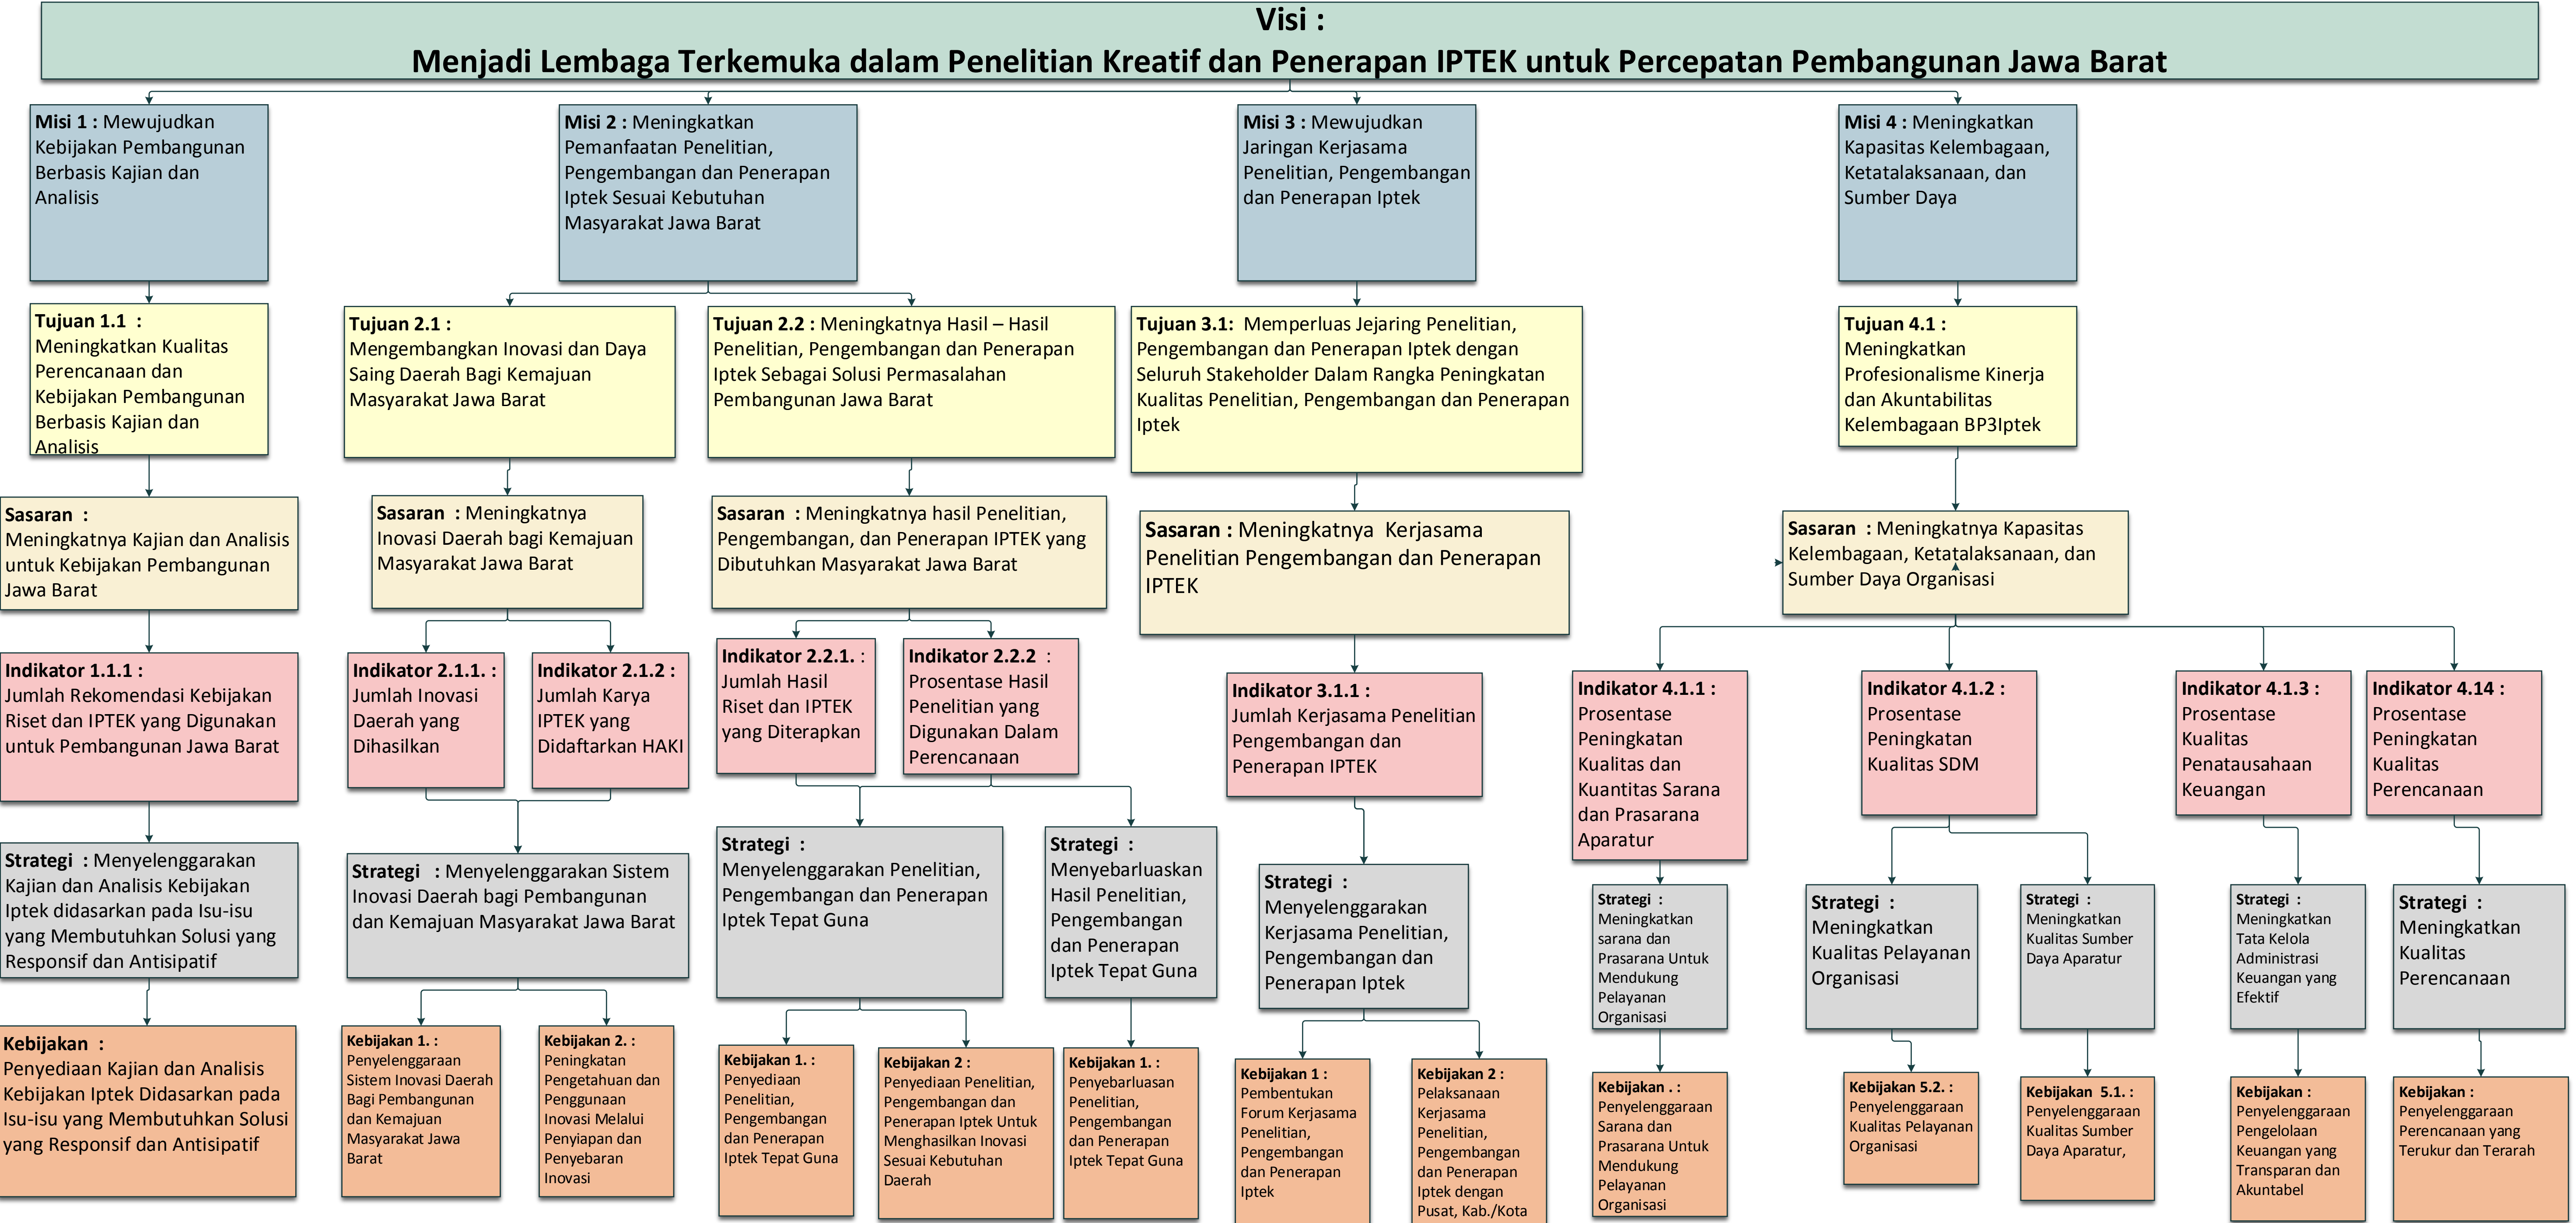 Visi :
Menjadi Lembaga Terkemuka dalam Penelitian Kreatif dan Penerapan IPTEK untuk Percepatan Pembangunan Jawa Barat
Misi 1 : Mewujudkan
Kebijakan Pembangunan
Berbasis Kajian dan
Analisis
Misi 2 : Meningkatkan
Pemanfaatan Penelitian,
Pengembangan dan Penerapan
Iptek Sesuai Kebutuhan
Masyarakat Jawa Barat
Misi 3 : Mewujudkan
Jaringan Kerjasama
Penelitian, Pengembangan
dan Penerapan Iptek
Misi 4 : Meningkatkan
Kapasitas Kelembagaan,
Ketatalaksanaan, dan
Sumber Daya
Tujuan 1.1 :
Meningkatkan Kualitas
Perencanaan dan
Kebijakan Pembangunan
Berbasis Kajian dan
Analisis
Tujuan 2.1 :
Mengembangkan Inovasi dan Daya
Saing Daerah Bagi Kemajuan
Masyarakat Jawa Barat
Tujuan 2.2 : Meningkatnya Hasil – Hasil
Penelitian, Pengembangan dan Penerapan
Iptek Sebagai Solusi Permasalahan
Pembangunan Jawa Barat
Tujuan 3.1: Memperluas Jejaring Penelitian,
Pengembangan dan Penerapan Iptek dengan
Seluruh Stakeholder Dalam Rangka Peningkatan
Kualitas Penelitian, Pengembangan dan Penerapan
Iptek
Tujuan 4.1 :
Meningkatkan
Profesionalisme Kinerja
dan Akuntabilitas
Kelembagaan BP3Iptek
Sasaran :
Meningkatnya Kajian dan Analisis
untuk Kebijakan Pembangunan
Jawa Barat
Sasaran : Meningkatnya
Inovasi Daerah bagi Kemajuan
Masyarakat Jawa Barat
Sasaran : Meningkatnya hasil Penelitian,
Pengembangan, dan Penerapan IPTEK yang
Dibutuhkan Masyarakat Jawa Barat
Sasaran : Meningkatnya Kerjasama
Penelitian Pengembangan dan Penerapan
IPTEK
Sasaran : Meningkatnya Kapasitas
Kelembagaan, Ketatalaksanaan, dan
Sumber Daya Organisasi
Indikator 1.1.1 :
Jumlah Rekomendasi Kebijakan
Riset dan IPTEK yang Digunakan
untuk Pembangunan Jawa Barat
Indikator 2.1.1. :
Jumlah Inovasi
Daerah yang
Dihasilkan
Indikator 2.1.2 :
Jumlah Karya
IPTEK yang
Didaftarkan HAKI
Indikator 2.2.1. :
Jumlah Hasil
Riset dan IPTEK
yang Diterapkan
Indikator 2.2.2 :
Prosentase Hasil
Penelitian yang
Digunakan Dalam
Perencanaan
Indikator 3.1.1 :
Jumlah Kerjasama Penelitian
Pengembangan dan
Penerapan IPTEK
Indikator 4.1.1 :
Prosentase
Peningkatan
Kualitas dan
Kuantitas Sarana
dan Prasarana
Aparatur
Indikator 4.1.2 :
Prosentase
Peningkatan
Kualitas SDM
Indikator 4.1.3 :
Prosentase
Kualitas
Penatausahaan
Keuangan
Indikator 4.14 :
Prosentase
Peningkatan
Kualitas
Perencanaan
Strategi : Menyelenggarakan
Kajian dan Analisis Kebijakan
Iptek didasarkan pada Isu-isu
yang Membutuhkan Solusi yang
Responsif dan Antisipatif
Strategi : Menyelenggarakan Sistem
Inovasi Daerah bagi Pembangunan
dan Kemajuan Masyarakat Jawa Barat
Strategi :
Menyelenggarakan Penelitian,
Pengembangan dan Penerapan
Iptek Tepat Guna
Strategi :
Menyebarluaskan
Hasil Penelitian,
Pengembangan
dan Penerapan
Iptek Tepat Guna
Strategi :
Menyelenggarakan
Kerjasama Penelitian,
Pengembangan dan
Penerapan Iptek
Strategi :
Meningkatkan
sarana dan
Prasarana Untuk
Mendukung
Pelayanan
Organisasi
Strategi :
Meningkatkan
Kualitas Pelayanan
Organisasi
Strategi :
Meningkatkan
Kualitas Sumber
Daya Aparatur
Strategi :
Meningkatkan
Tata Kelola
Administrasi
Keuangan yang
Efektif
Strategi :
Meningkatkan
Kualitas
Perencanaan
Kebijakan :
Penyediaan Kajian dan Analisis
Kebijakan Iptek Didasarkan pada
Isu-isu yang Membutuhkan Solusi
yang Responsif dan Antisipatif
Kebijakan 1. :
Penyelenggaraan
Sistem Inovasi Daerah
Bagi Pembangunan
dan Kemajuan
Masyarakat Jawa
Barat
Kebijakan 2. :
Peningkatan
Pengetahuan dan
Penggunaan
Inovasi Melalui
Penyiapan dan
Penyebaran
Inovasi
Kebijakan 1. :
Penyediaan
Penelitian,
Pengembangan
dan Penerapan
Iptek Tepat Guna
Kebijakan 2 :
Penyediaan Penelitian,
Pengembangan dan
Penerapan Iptek Untuk
Menghasilkan Inovasi
Sesuai Kebutuhan
Daerah
Kebijakan 1. :
Penyebarluasan
Penelitian,
Pengembangan
dan Penerapan
Iptek Tepat Guna
Kebijakan 1 :
Pembentukan
Forum Kerjasama
Penelitian,
Pengembangan
dan Penerapan
Iptek
Kebijakan 2 :
Pelaksanaan
Kerjasama
Penelitian,
Pengembangan
dan Penerapan
Iptek dengan
Pusat, Kab./Kota
Kebijakan . :
Penyelenggaraan
Sarana dan
Prasarana Untuk
Mendukung
Pelayanan
Organisasi
Kebijakan 5.2. :
Penyelenggaraan
Kualitas Pelayanan
Organisasi
Kebijakan 5.1. :
Penyelenggaraan
Kualitas Sumber
Daya Aparatur,
Kebijakan :
Penyelenggaraan
Pengelolaan
Keuangan yang
Transparan dan
Akuntabel
Kebijakan :
Penyelenggaraan
Perencanaan yang
Terukur dan Terarah